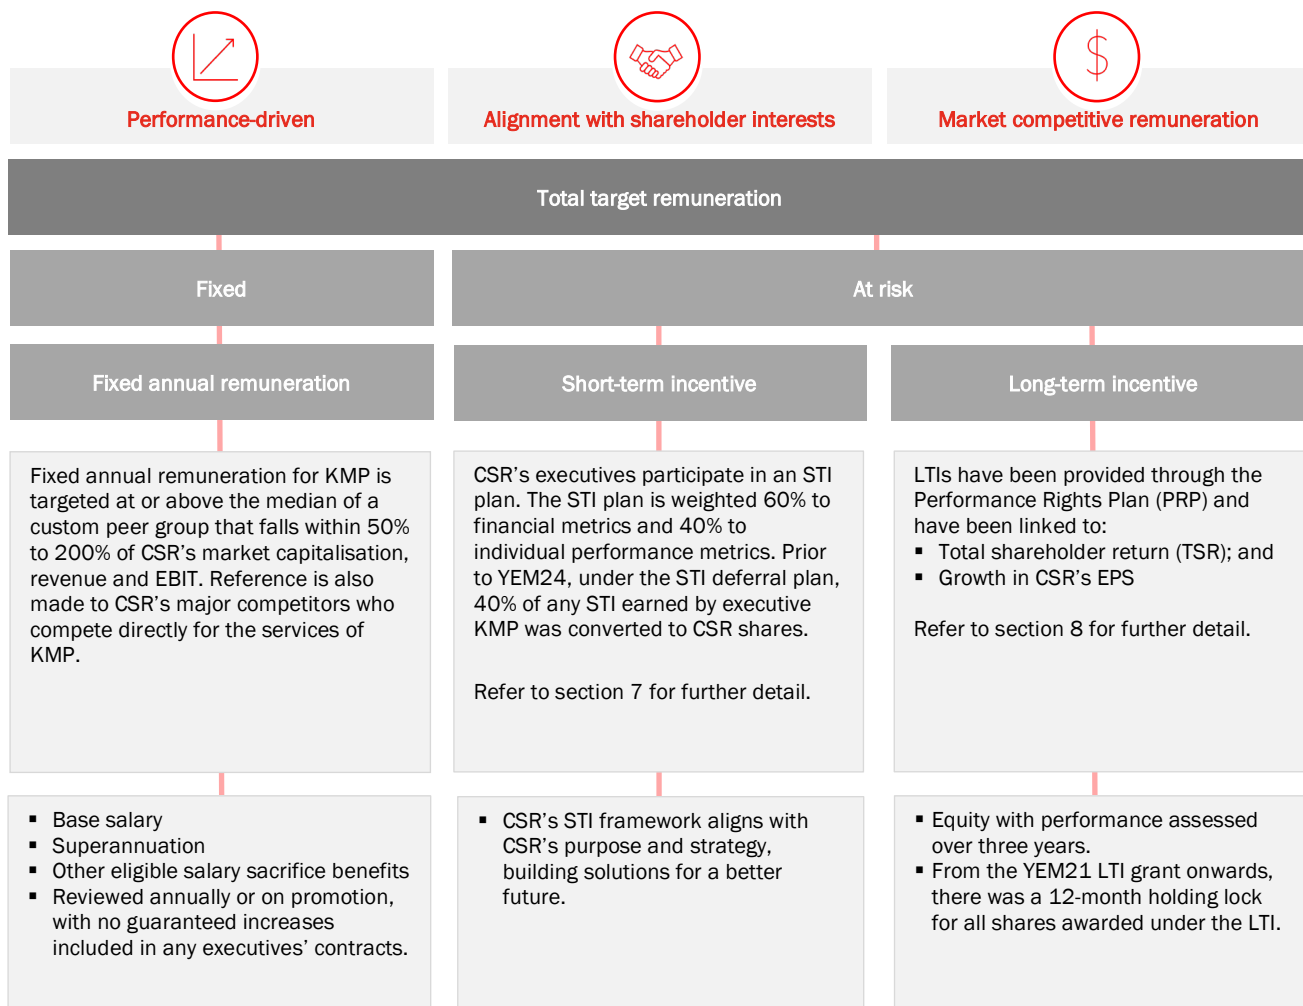 Performance-driven
Alignment with shareholder interests
Market competitive remuneration
Total target remuneration
Fixed
At risk
Fixed annual remuneration
Short-term incentive
Long-term incentive
Fixed annual remuneration for KMP is
targeted at or above the median of a
custom peer group that falls within 50%
to 200% of CSR’s market capitalisation,
revenue and EBIT. Reference is also
made to CSR’s major competitors who
compete directly for the services of
KMP.
CSR’s executives participate in an STI
plan. The STI plan is weighted 60% to
financial metrics and 40% to
individual performance metrics. Prior
to YEM24, under the STI deferral plan,
40% of any STI earned by executive
KMP was converted to CSR shares.
Refer to section 7 for further detail.
LTIs have been provided through the
Performance Rights Plan (PRP) and
have been linked to:
▪ Total shareholder return (TSR); and
▪ Growth in CSR’s EPS
Refer to section 8 for further detail.
▪ Base salary
▪ Superannuation
▪ Other eligible salary sacrifice benefits
▪ Reviewed annually or on promotion,
with no guaranteed increases
included in any executives’ contracts.
▪ CSR’s STI framework aligns with
CSR’s purpose and strategy,
building solutions for a better
future.
▪ Equity with performance assessed
over three years.
▪ From the YEM21 LTI grant onwards,
there was a 12-month holding lock
for all shares awarded under the LTI.